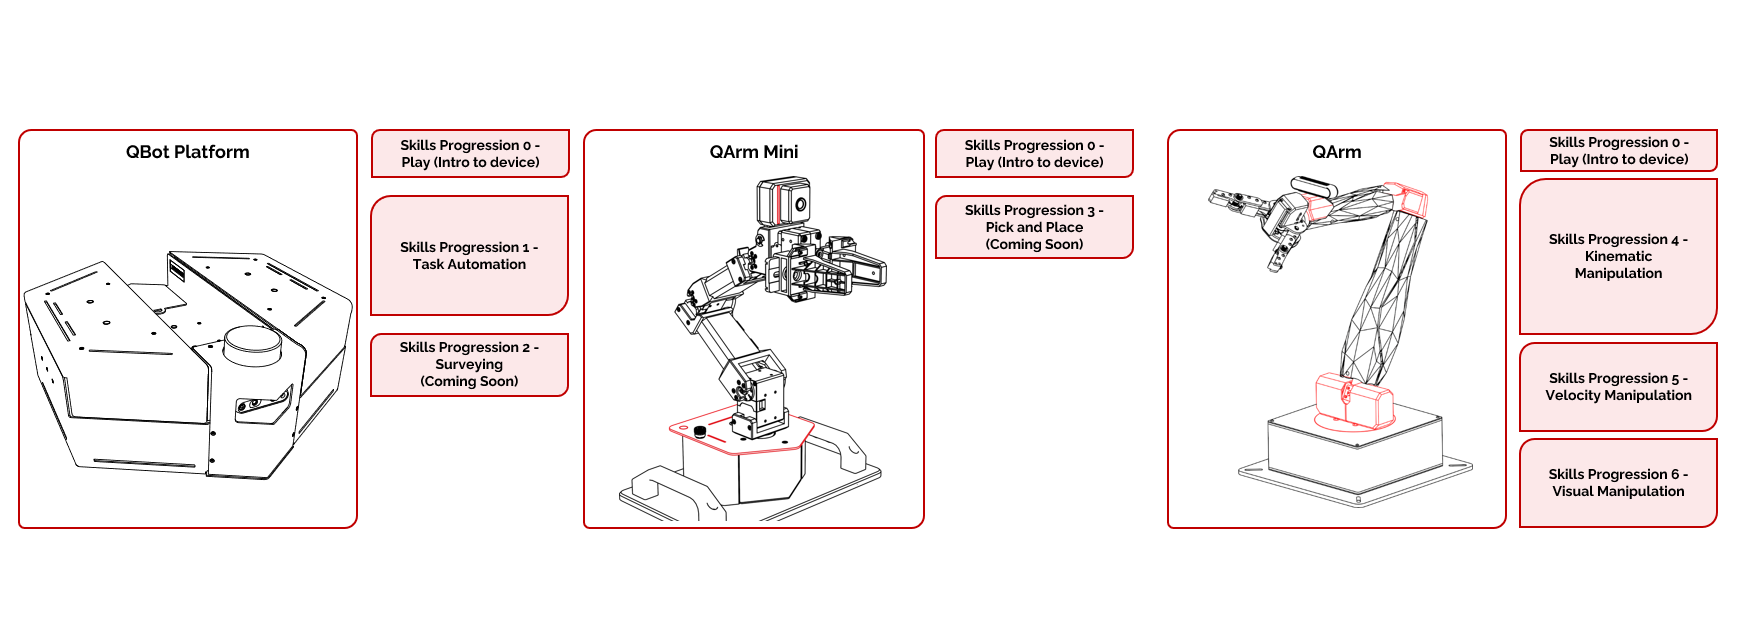 QBot Platform
Skills Progression 0 -
Play (Intro to device)
Skills Progression 1 -
Task Automation
Skills Progression 2 -
Surveying
(Coming Soon)
QArm Mini
Skills Progression 0 -
Play (Intro to device)
Skills Progression 3 -
Pick and Place
(Coming Soon)
QArm
Skills Progression 0 -
Play (Intro to device)
Skills Progression 4 -
Kinematic
Manipulation
Skills Progression 5 -
Velocity Manipulation
Skills Progression 6 -
Visual Manipulation